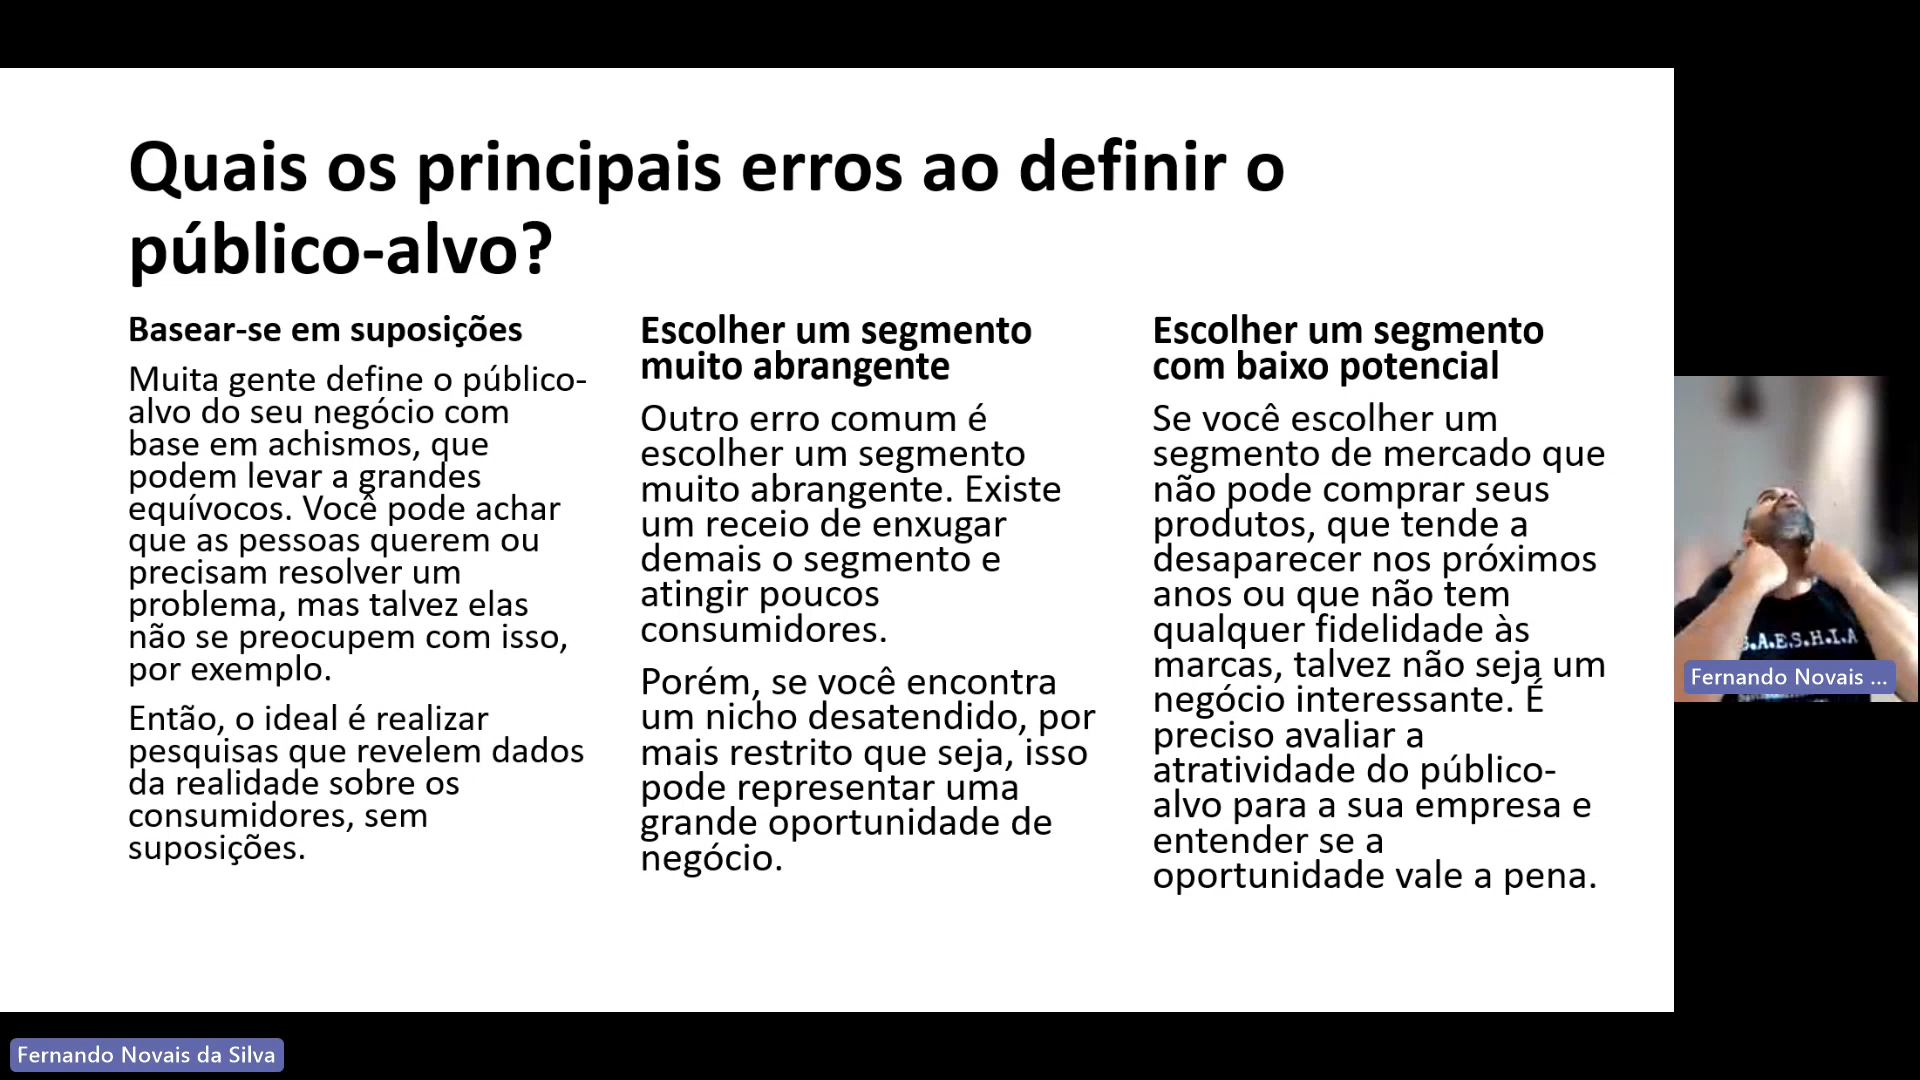 Quais os principais erros ao definir o
público-alvo?
Basear-se em suposições
Muita gente define o público-
alvo do seu negócio com
base em achismos, que
podem levar a grandes
equívocos. Você pode achar
que as pessoas querem ou
precisam resolver um
problema, mas talvez elas
não se preocupem com isso,
por exemplo.
Então, o ideal é realizar
pesquisas que revelem dados
da realidade sobre os
consumidores, sem
suposições.
Escolher um segmento
muito abrangente
Outro erro comum é
escolher um segmento
muito abrangente. Existe
um receio de enxugar
demais o segmento e
atingir poucos
consumidores.
Porém, se você encontra
um nicho desatendido, por
mais restrito que seja, isso
pode representar uma
grande oportunidade de
negócio.
Escolher um segmento
com baixo potencial
Se você escolher um
segmento de mercado que
não pode comprar seus
produtos, que tende a
desaparecer nos próximos
anos ou que não tem
qualquer fidelidade às
marcas, talvez não seja um
negócio interessante. É
preciso avaliar a
atratividade do público-
alvo para a sua empresa e
entender se a
oportunidade vale a pena.
.A.E.S.H.I.A
Fernando Novais ...
Fernando Novais da Silva